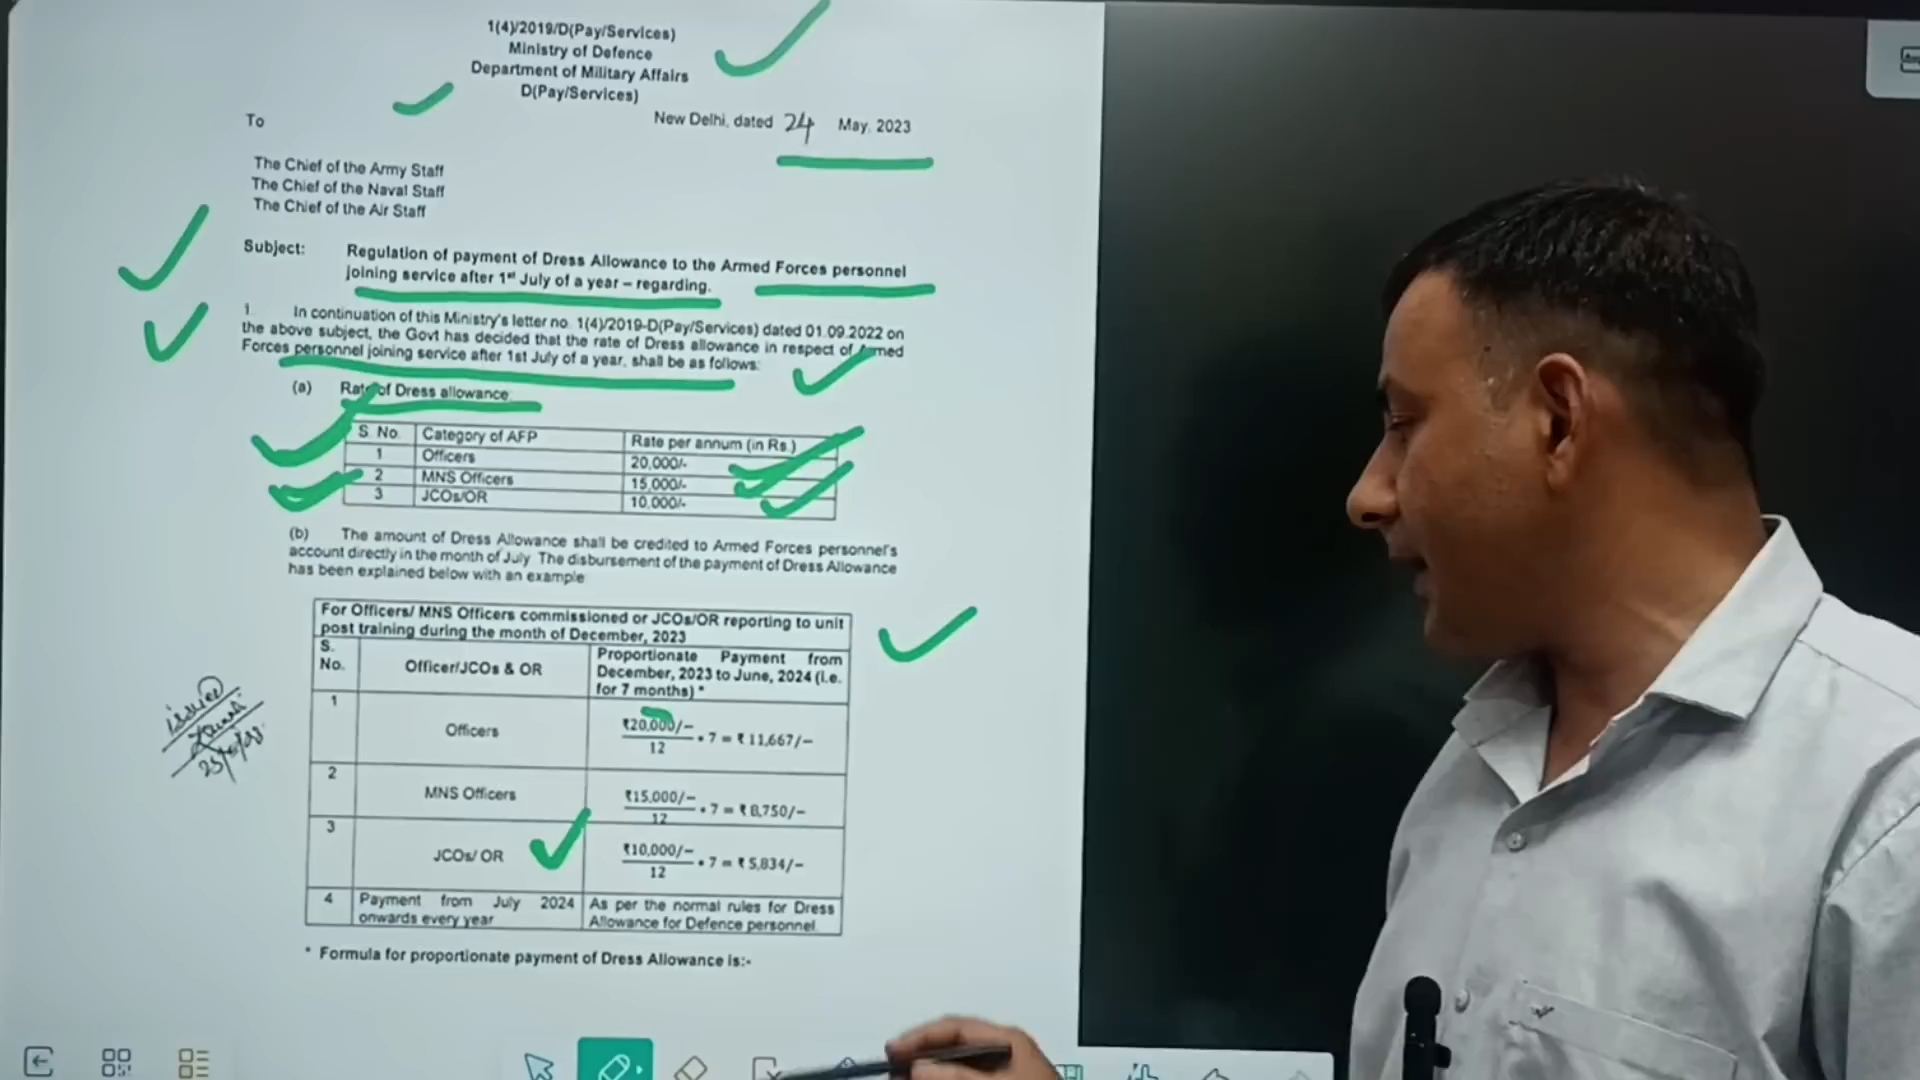 1(4)/2019/D(Pay/Services)
Ministry of Defence
Department of Military Affairs
D(Pay/Services)
New Delhi, dated 24 May, 2023
To
The Chief of the Army Staff
The Chief of the Naval Staff
The Chief of the Air Staff
Subject: Regulation of payment of Dress Allowance to the Armed Forces personnel
joining service after 1st July of a year – regarding.
1. In continuation of this Ministry's letter no. 1(4)/2019-D(Pay/Services) dated 01.09.2022 on
the above subject, the Govt has decided that the rate of Dress allowance in respect of Armed
Forces personnel joining service after 1st July of a year, shall be as follows:
(a) Rate of Dress allowance:
S. No. Category of AFP Rate per annum (in Rs.)
1 Officers 20,000/-
2 MNS Officers 15,000/-
3 JCOs/OR 10,000/-
(b) The amount of Dress Allowance shall be credited to Armed Forces personnel's
account directly in the month of July The disbursement of the payment of Dress Allowance
has been explained below with an example
For Officers/ MNS Officers commissioned or JCOs/OR reporting to unit
post training during the month of December, 2023
S. No. Officer/JCOs & OR Proportionate Payment from
December, 2023 to June, 2024 (i.e.
for 7 months) *
1 Officers ₹20,000/– / 12 * 7 = ₹ 11,667/–
2 MNS Officers ₹15,000/– / 12 * 7 = ₹ 8,750/–
3 JCOs/ OR ₹10,000/– / 12 * 7 = ₹ 5,834/–
4 Payment from July 2024 As per the normal rules for Dress
onwards every year Allowance for Defence personnel.
* Formula for proportionate payment of Dress Allowance is:-